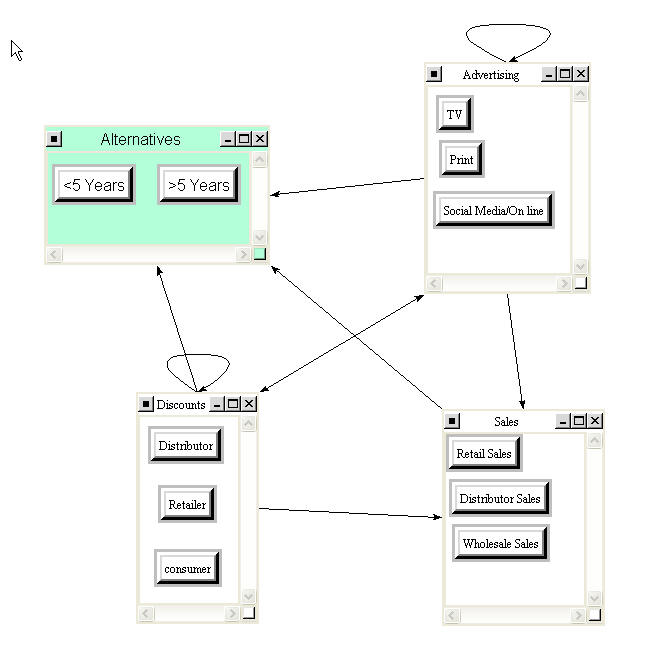 Advertising
TV
Print
Social Media/On line
Alternatives
<5 Years
>5 Years
Discounts
Distributor
Retailer
consumer
Sales
Retail Sales
Distributor Sales
Wholesale Sales